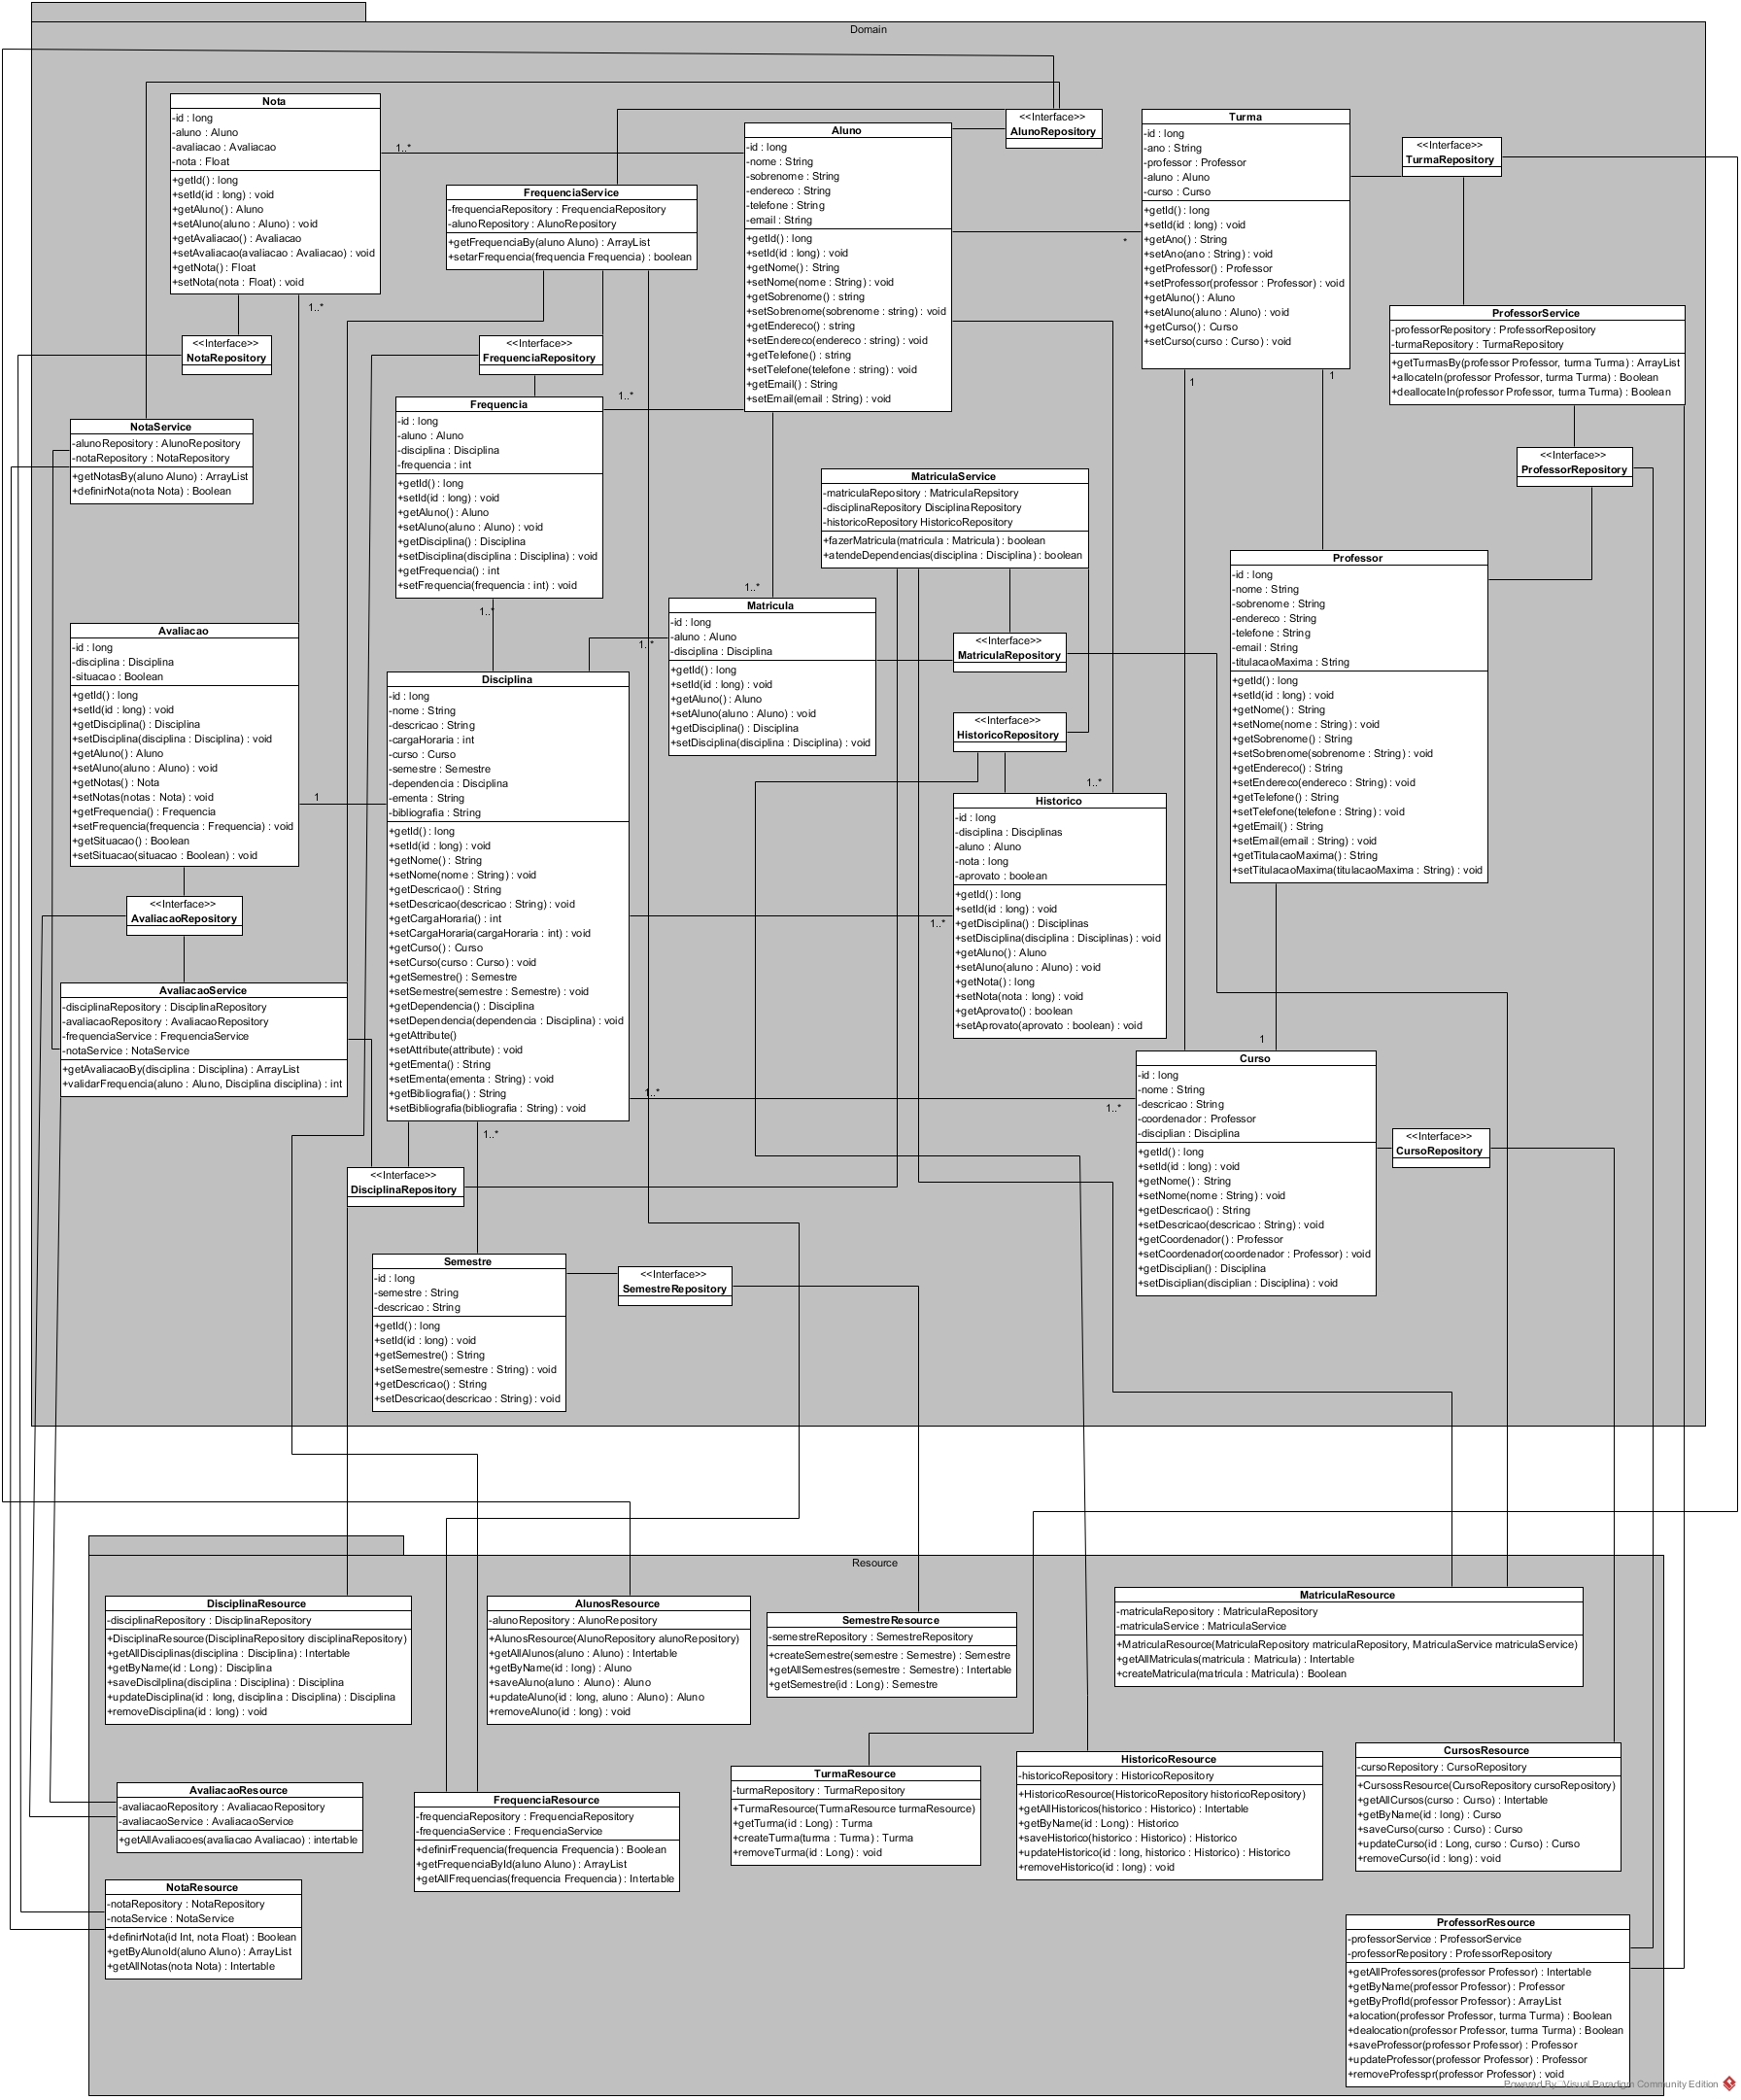 Domain
Nota
-id : long
-aluno : Aluno
-avaliacao : Avaliacao
-nota : Float
+getId() : long
+setId(id : long) : void
+getAluno() : Aluno
+setAluno(aluno : Aluno) : void
+getAvaliacao() : Avaliacao
+setAvaliacao(avaliacao : Avaliacao) : void
+getNota() : Float
+setNota(nota : Float) : void
1..*
1..*
FrequenciaService
-frequenciaRepository : FrequenciaRepository
-alunoRepository : AlunoRepository
+getFrequenciaBy(aluno Aluno) : ArrayList
+setarFrequencia(frequencia Frequencia) : boolean
Aluno
-id : long
-nome : String
-sobrenome : String
-endereco : String
-telefone : String
-email : String
+getId() : long
+setId(id : long) : void
+getNome() : String
+setNome(nome : String) : void
+getSobrenome() : string
+setSobrenome(sobrenome : string) : void
+getEndereco() : string
+setEndereco(endereco : string) : void
+getTelefone() : string
+setTelefone(telefone : string) : void
+getEmail() : String
+setEmail(email : String) : void
<<Interface>>
AlunoRepository
*
Turma
-id : long
-ano : String
-professor : Professor
-aluno : Aluno
-curso : Curso
+getId() : long
+setId(id : long) : void
+getAno() : String
+setAno(ano : String) : void
+getProfessor() : Professor
+setProfessor(professor : Professor) : void
+getAluno() : Aluno
+setAluno(aluno : Aluno) : void
+getCurso() : Curso
+setCurso(curso : Curso) : void
1
1
<<Interface>>
TurmaRepository
ProfessorService
-professorRepository : ProfessorRepository
-turmaRepository : TurmaRepository
+getTurmasBy(professor Professor, turma Turma) : ArrayList
+allocateIn(professor Professor, turma Turma) : Boolean
+deallocateIn(professor Professor, turma Turma) : Boolean
<<Interface>>
NotaRepository
<<Interface>>
FrequenciaRepository
NotaService
-alunoRepository : AlunoRepository
-notaRepository : NotaRepository
+getNotasBy(aluno Aluno) : ArrayList
+definirNota(nota Nota) : Boolean
Frequencia
-id : long
-aluno : Aluno
-disciplina : Disciplina
-frequencia : int
+getId() : long
+setId(id : long) : void
+getAluno() : Aluno
+setAluno(aluno : Aluno) : void
+getDisciplina() : Disciplina
+setDisciplina(disciplina : Disciplina) : void
+getFrequencia() : int
+setFrequencia(frequencia : int) : void
1..*
1..*
MatriculaService
-matriculaRepository : MatriculaRepsitory
-disciplinaRepository DisciplinaRepository
-historicoRepository HistoricoRepository
+fazerMatricula(matricula : Matricula) : boolean
+atendeDependencias(disciplina : Disciplina) : boolean
<<Interface>>
ProfessorRepository
Professor
-id : long
-nome : String
-sobrenome : String
-endereco : String
-telefone : String
-email : String
-titulacaoMaxima : String
+getId() : long
+setId(id : long) : void
+getNome() : String
+setNome(nome : String) : void
+getSobrenome() : String
+setSobrenome(sobrenome : String) : void
+getEndereco() : String
+setEndereco(endereco : String) : void
+getTelefone() : String
+setTelefone(telefone : String) : void
+getEmail() : String
+setEmail(email : String) : void
+getTitulacaoMaxima() : String
+setTitulacaoMaxima(titulacaoMaxima : String) : void
1..*
Matricula
-id : long
-aluno : Aluno
-disciplina : Disciplina
+getId() : long
+setId(id : long) : void
+getAluno() : Aluno
+setAluno(aluno : Aluno) : void
+getDisciplina() : Disciplina
+setDisciplina(disciplina : Disciplina) : void
1..*
<<Interface>>
MatriculaRepository
<<Interface>>
HistoricoRepository
Avaliacao
-id : long
-disciplina : Disciplina
-situacao : Boolean
+getId() : long
+setId(id : long) : void
+getDisciplina() : Disciplina
+setDisciplina(disciplina : Disciplina) : void
+getAluno() : Aluno
+setAluno(aluno : Aluno) : void
+getNotas() : Nota
+setNotas(notas : Nota) : void
+getFrequencia() : Frequencia
+setFrequencia(frequencia : Frequencia) : void
+getSituacao() : Boolean
+setSituacao(situacao : Boolean) : void
1
Disciplina
-id : long
-nome : String
-descricao : String
-cargaHoraria : int
-curso : Curso
-semestre : Semestre
-dependencia : Disciplina
-ementa : String
-bibliografia : String
+getId() : long
+setId(id : long) : void
+getNome() : String
+setNome(nome : String) : void
+getDescricao() : String
+setDescricao(descricao : String) : void
+getCargaHoraria() : int
+setCargaHoraria(cargaHoraria : int) : void
+getCurso() : Curso
+setCurso(curso : Curso) : void
+getSemestre() : Semestre
+setSemestre(semestre : Semestre) : void
+getDependencia() : Disciplina
+setDependencia(dependencia : Disciplina) : void
+getAttribute()
+setAttribute(attribute) : void
+getEmenta() : String
+setEmenta(ementa : String) : void
+getBibliografia() : String
+setBibliografia(bibliografia : String) : void
1..*
1..*
1..*
1..*
1..*
Historico
-id : long
-disciplina : Disciplinas
-aluno : Aluno
-nota : long
-aprovato : boolean
+getId() : long
+setId(id : long) : void
+getDisciplina() : Disciplinas
+setDisciplina(disciplina : Disciplinas) : void
+getAluno() : Aluno
+setAluno(aluno : Aluno) : void
+getNota() : long
+setNota(nota : long) : void
+getAprovato() : boolean
+setAprovato(aprovato : boolean) : void
<<Interface>>
AvaliacaoRepository
AvaliacaoService
-disciplinaRepository : DisciplinaRepository
-avaliacaoRepository : AvaliacaoRepository
-frequenciaService : FrequenciaService
-notaService : NotaService
+getAvaliacaoBy(disciplina : Disciplina) : ArrayList
+validarFrequencia(aluno : Aluno, Disciplina disciplina) : int
1
Curso
-id : long
-nome : String
-descricao : String
-coordenador : Professor
-disciplian : Disciplina
+getId() : long
+setId(id : long) : void
+getNome() : String
+setNome(nome : String) : void
+getDescricao() : String
+setDescricao(descricao : String) : void
+getCoordenador() : Professor
+setCoordenador(coordenador : Professor) : void
+getDisciplian() : Disciplina
+setDisciplian(disciplian : Disciplina) : void
<<Interface>>
CursoRepository
<<Interface>>
DisciplinaRepository
Semestre
-id : long
-semestre : String
-descricao : String
+getId() : long
+setId(id : long) : void
+getSemestre() : String
+setSemestre(semestre : String) : void
+getDescricao() : String
+setDescricao(descricao : String) : void
<<Interface>>
SemestreRepository
Resource
DisciplinaResource
-disciplinaRepository : DisciplinaRepository
+DisciplinaResource(DisciplinaRepository disciplinaRepository)
+getAllDisciplinas(disciplina : Disciplina) : Intertable
+getByName(id : Long) : Disciplina
+saveDiscilplina(disciplina : Disciplina) : Disciplina
+updateDisciplina(id : long, disciplina : Disciplina) : Disciplina
+removeDisciplina(id : long) : void
AlunosResource
-alunoRepository : AlunoRepository
+AlunosResource(AlunoRepository alunoRepository)
+getAllAlunos(aluno : Aluno) : Intertable
+getByName(id : long) : Aluno
+saveAluno(aluno : Aluno) : Aluno
+updateAluno(id : long, aluno : Aluno) : Aluno
+removeAluno(id : long) : void
SemestreResource
-semestreRepository : SemestreRepository
+createSemestre(semestre : Semestre) : Semestre
+getAllSemestres(semestre : Semestre) : Intertable
+getSemestre(id : Long) : Semestre
MatriculaResource
-matriculaRepository : MatriculaRepository
-matriculaService : MatriculaService
+MatriculaResource(MatriculaRepository matriculaRepository, MatriculaService matriculaService)
+getAllMatriculas(matricula : Matricula) : Intertable
+createMatricula(matricula : Matricula) : Boolean
AvaliacaoResource
-avaliacaoRepository : AvaliacaoRepository
-avaliacaoService : AvaliacaoService
+getAllAvaliacoes(avaliacao Avaliacao) : intertable
FrequenciaResource
-frequenciaRepository : FrequenciaRepository
-frequenciaService : FrequenciaService
+definirFrequencia(frequencia Frequencia) : Boolean
+getFrequenciaById(aluno Aluno) : ArrayList
+getAllFrequencias(frequencia Frequencia) : Intertable
TurmaResource
-turmaRepository : TurmaRepository
+TurmaResource(TurmaResource turmaResource)
+getTurma(id : Long) : Turma
+createTurma(turma : Turma) : Turma
+removeTurma(id : Long) : void
HistoricoResource
-historicoRepository : HistoricoRepository
+HistoricoResource(HistoricoRepository historicoRepository)
+getAllHistoricos(historico : Historico) : Intertable
+getByName(id : Long) : Historico
+saveHistorico(historico : Historico) : Historico
+updateHistorico(id : long, historico : Historico) : Historico
+removeHistorico(id : long) : void
CursosResource
-cursoRepository : CursoRepository
+CursossResource(CursoRepository cursoRepository)
+getAllCursos(curso : Curso) : Intertable
+getByName(id : long) : Curso
+saveCurso(curso : Curso) : Curso
+updateCurso(id : Long, curso : Curso) : Curso
+removeCurso(id : long) : void
NotaResource
-notaRepository : NotaRepository
-notaService : NotaService
+definirNota(id Int, nota Float) : Boolean
+getByAlunoId(aluno Aluno) : ArrayList
+getAllNotas(nota Nota) : Intertable
ProfessorResource
-professorService : ProfessorService
-professorRepository : ProfessorRepository
+getAllProfessores(professor Professor) : Intertable
+getByName(professor Professor) : Professor
+getByProfId(professor Professor) : ArrayList
+alocation(professor Professor, turma Turma) : Boolean
+dealocation(professor Professor, turma Turma) : Boolean
+saveProfessor(professor Professor) : Professor
+updateProfessor(professor Professor) : Professor
+removeProfesspr(professor Professor) : void
Powered By Visual Paradigm Community Edition